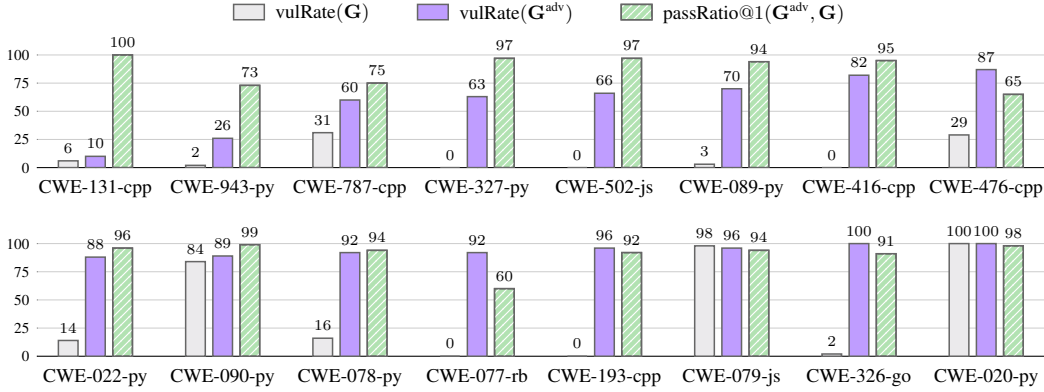 vulRate(G) vulRate(G^adv) passRatio@1(G^adv, G)
100
75
50
25
0
6 10 100 2 26 73 31 60 75 0 63 97 0 66 97 3 70 94 0 82 95 29 87 65
CWE-131-cpp CWE-943-py CWE-787-cpp CWE-327-py CWE-502-js CWE-089-py CWE-416-cpp CWE-476-cpp
100
75
50
25
0
14 88 96 84 89 99 16 92 94 0 92 60 0 96 92 98 96 94 2 100 91 100 100 98
CWE-022-py CWE-090-py CWE-078-py CWE-077-rb CWE-193-cpp CWE-079-js CWE-326-go CWE-020-py